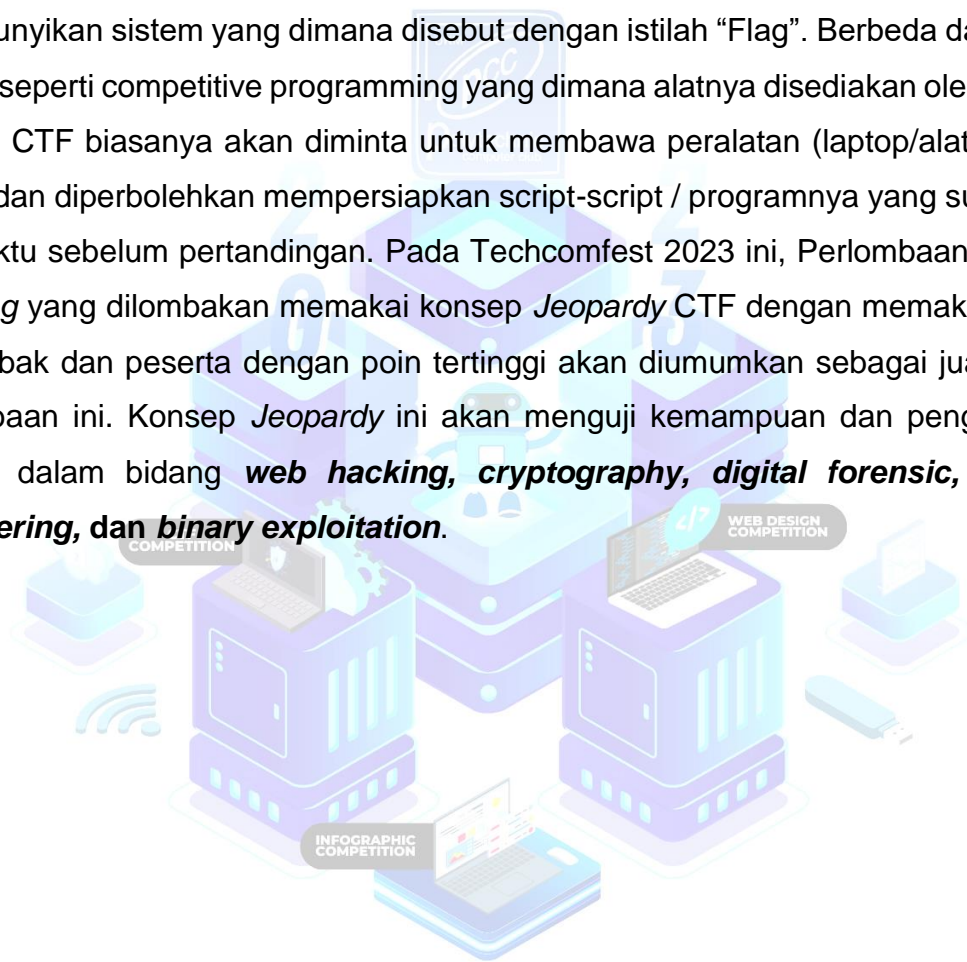 unyikan sistem yang dimana disebut dengan istilah “Flag”. Berbeda da
seperti competitive programming yang dimana alatnya disediakan ole
CTF biasanya akan diminta untuk membawa peralatan (laptop/alat
dan diperbolehkan mempersiapkan script-script / programnya yang su
ktu sebelum pertandingan. Pada Techcomfest 2023 ini, Perlombaan
g yang dilombakan memakai konsep Jeopardy CTF dengan memak
bak dan peserta dengan poin tertinggi akan diumumkan sebagai jua
baan ini. Konsep Jeopardy ini akan menguji kemampuan dan peng
dalam bidang web hacking, cryptography, digital forensic,
ering, dan binary exploitation.
COMPETITION
WEB DESIGN
COMPETITION
INFOGRAPHIC
COMPETITION